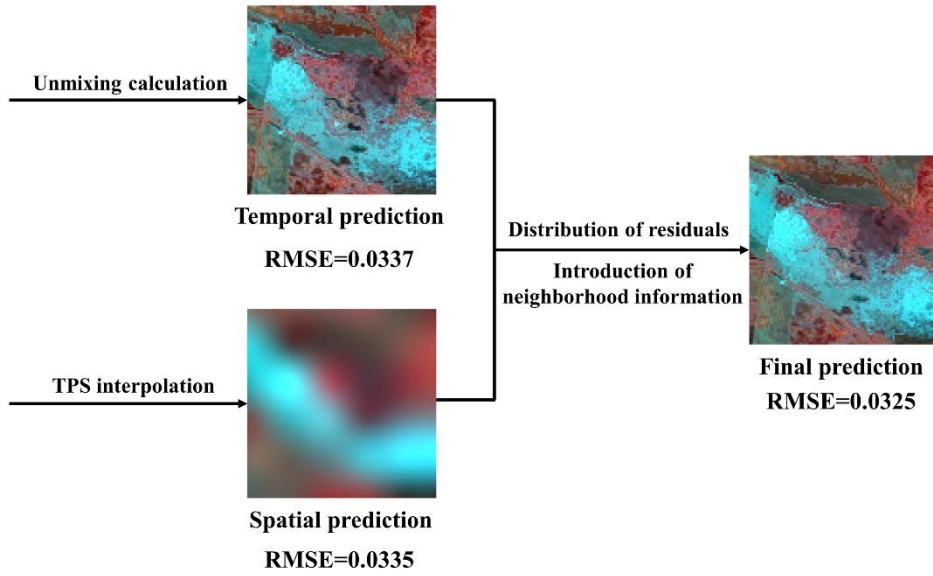 Unmixing calculation
Temporal prediction
RMSE=0.0337
Distribution of residuals
Introduction of
neighborhood information
TPS interpolation
Spatial prediction
RMSE=0.0335
Final prediction
RMSE=0.0325